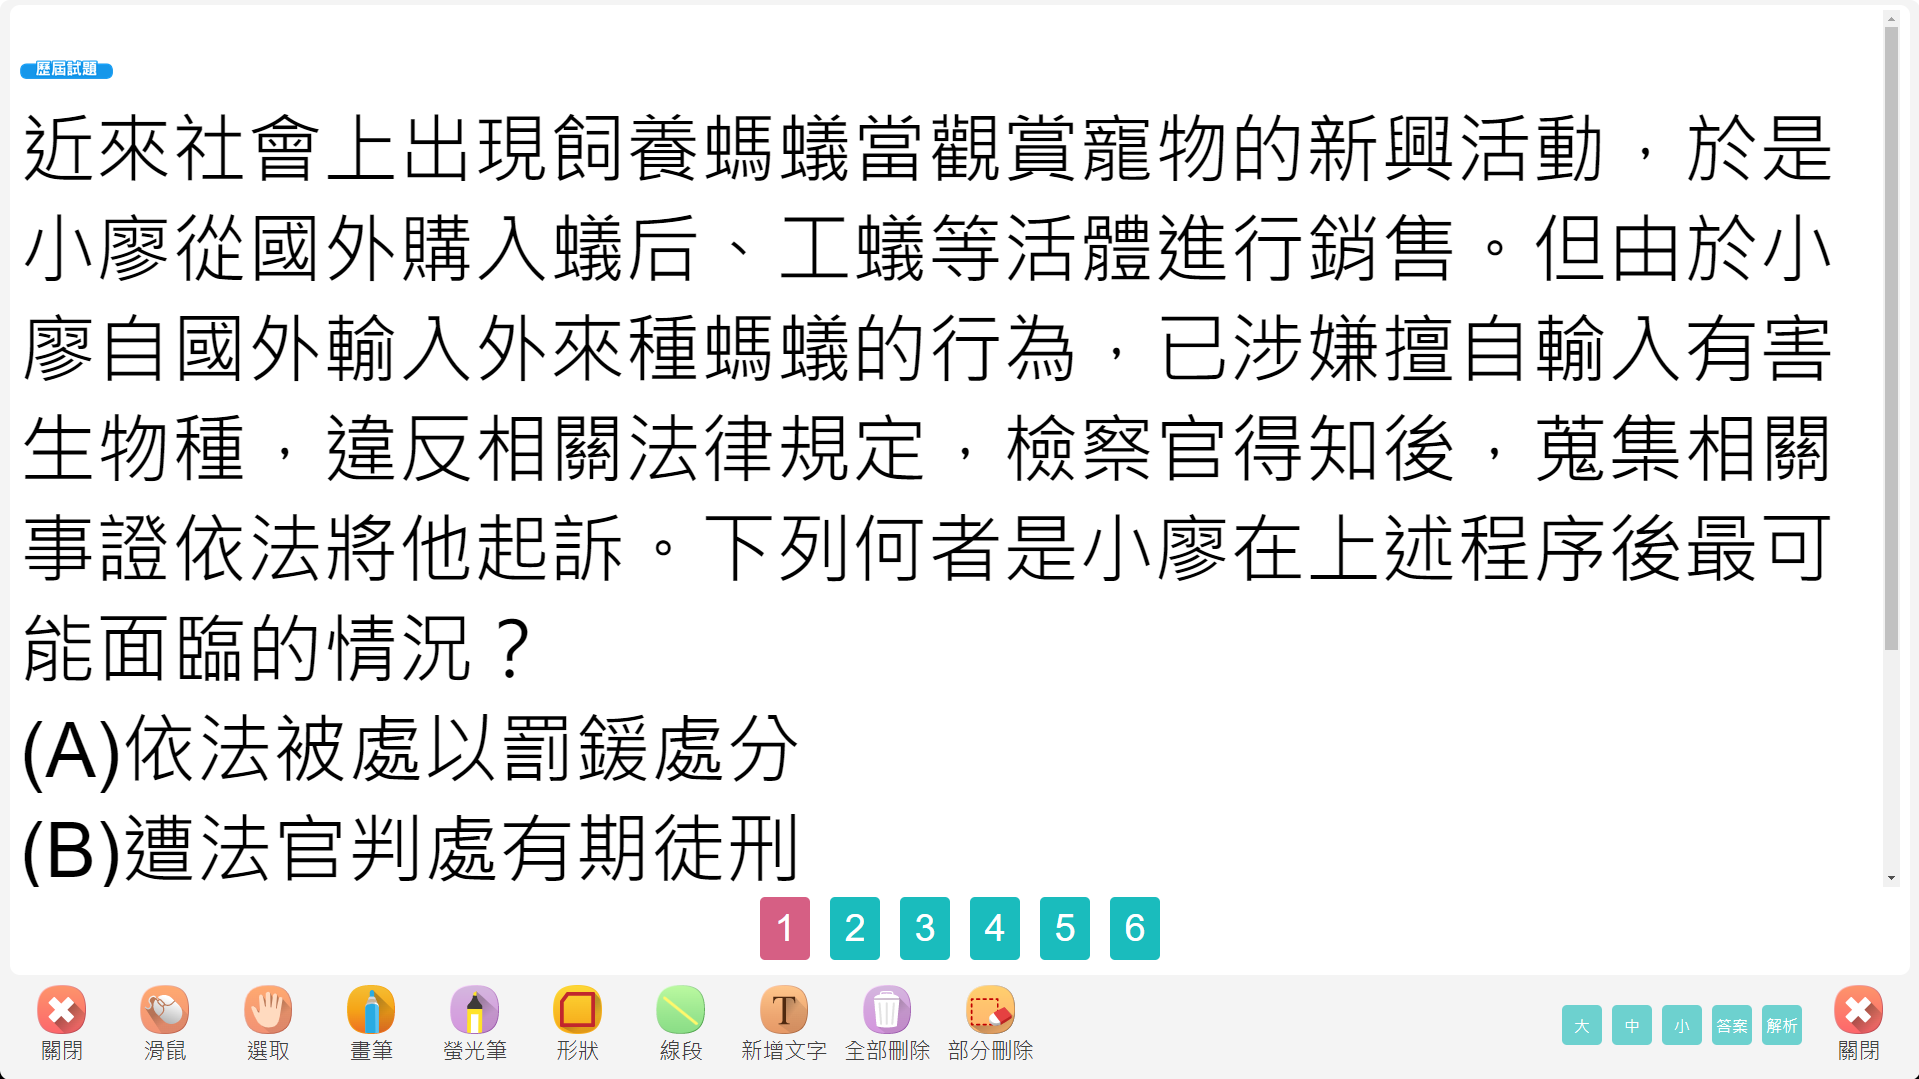 歷屆試題
近來社會上出現飼養螞蟻當觀賞寵物的新興活動，於是
小廖從國外購入蟻后、工蟻等活體進行銷售。但由於小
廖自國外輸入外來種螞蟻的行為，已涉嫌擅自輸入有害
生物種，違反相關法律規定，檢察官得知後，蒐集相關
事證依法將他起訴。下列何者是小廖在上述程序後最可
能面臨的情況？
(A)依法被處以罰鍰處分
(B)遭法官判處有期徒刑
1 2 3 4 5 6
關閉 滑鼠 選取 畫筆 螢光筆 形狀 線段 新增文字 全部刪除 部分刪除 大 中 小 答案 解析 關閉